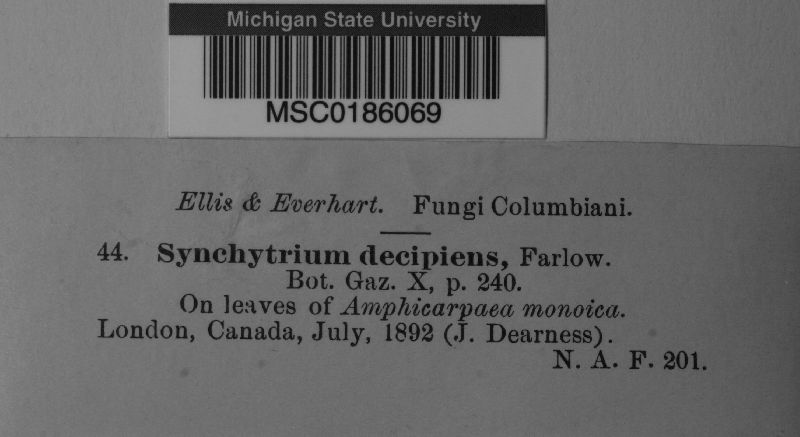 Michigan State University
MSC0186069
Ellis & Everhart. Fungi Columbiani.
44. Synchytrium decipiens, Farlow.
Bot. Gaz. X, p. 240.
On leaves of Amphicarpaea monoica.
London, Canada, July, 1892 (J. Dearness).
N. A. F. 201.